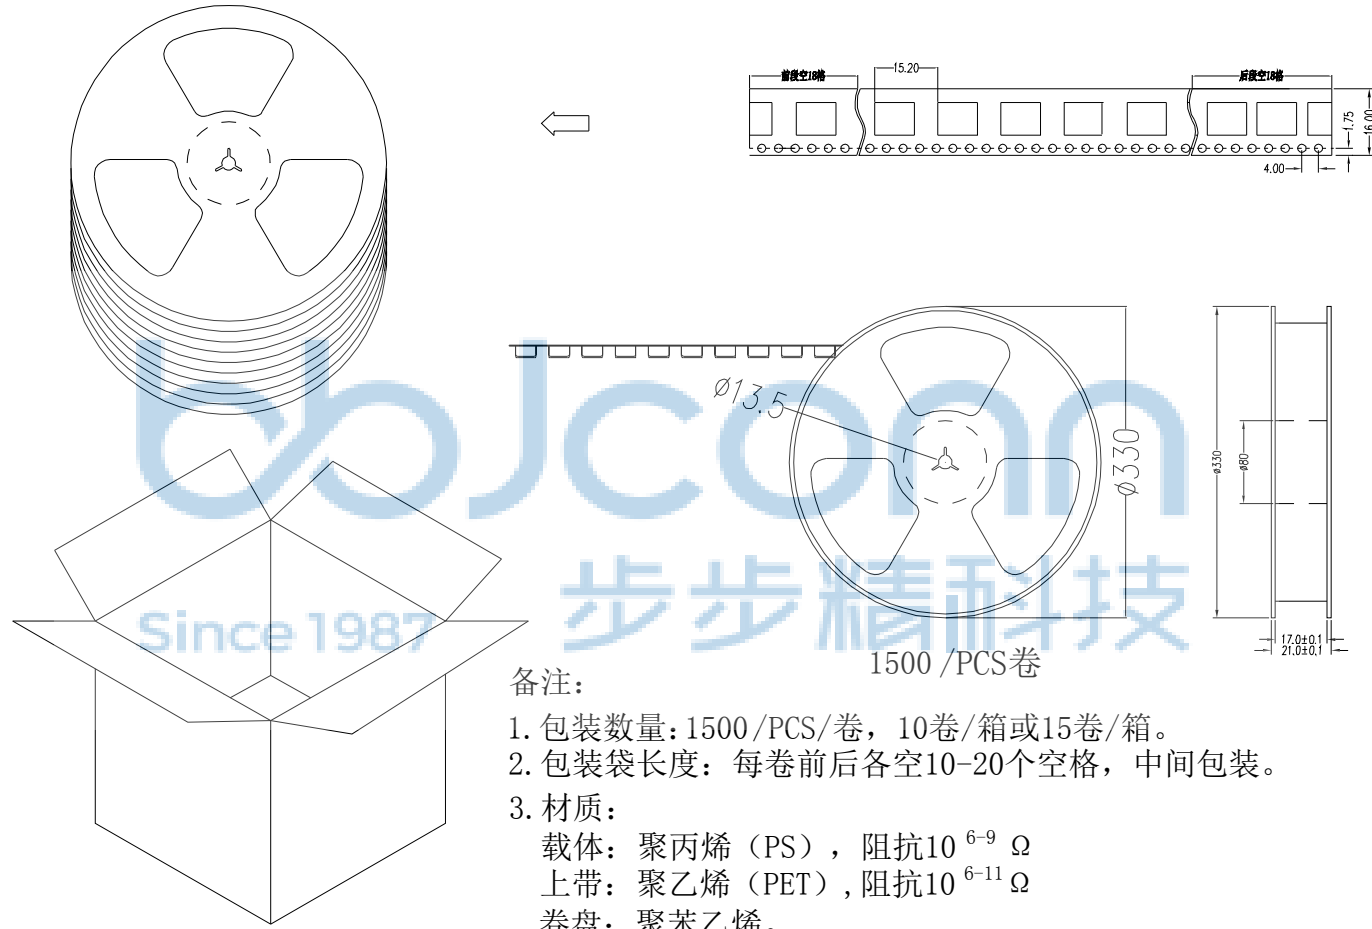 前段空18格
15.20
后段空18格
1.75
16.00
4.00
Ø13.5
Ø330
ø330
ø80
17.0±0.1
21.0±0.1
bbJconn
步步精科技
Since 1987
1500/PCS卷
备注：
1.包装数量:1500/PCS/卷，10卷/箱或15卷/箱。
2.包装袋长度：每卷前后各空10-20个空格，中间包装。
3.材质：
载体：聚丙烯（PS），阻抗10 6-9 Ω
上带：聚乙烯（PET）,阻抗10 6-11 Ω
卷盘：聚苯乙烯。